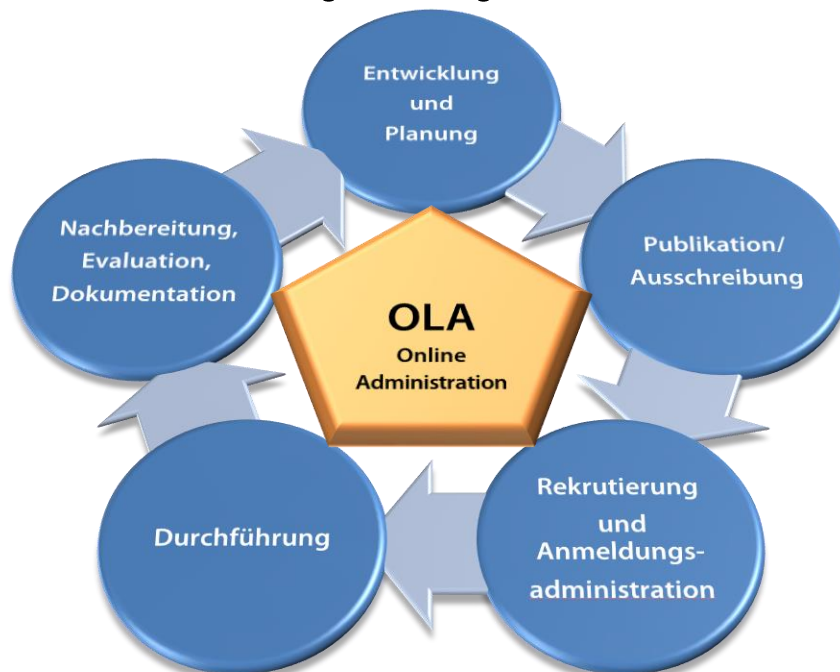 Entwicklung
und
Planung
Publikation/
Ausschreibung
Rekrutierung
und
Anmeldungs-
administration
Durchführung
Nachbereitung,
Evaluation,
Dokumentation
OLA
Online
Administration